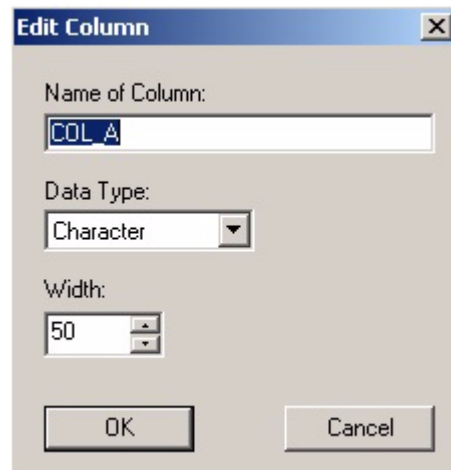 Edit Column
Name of Column:
COL_A
Data Type:
Character
Width:
50
OK Cancel